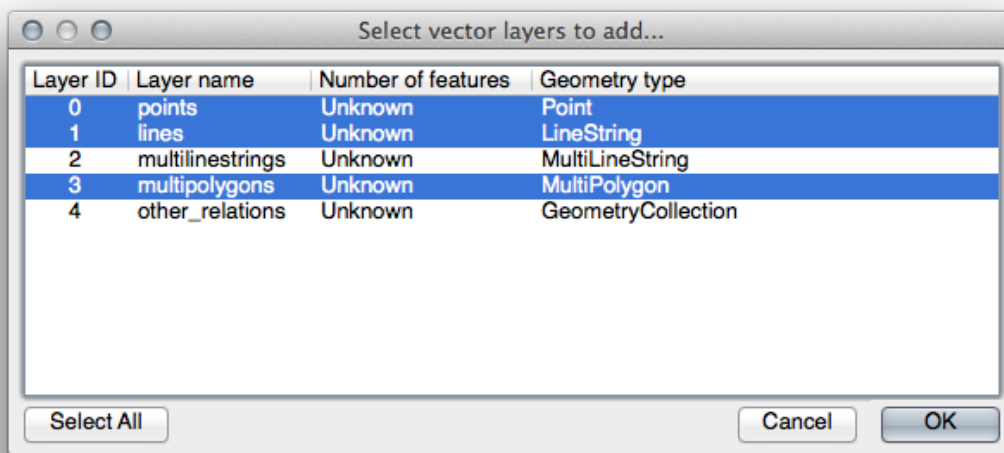 Select vector layers to add...
Layer ID Layer name Number of features Geometry type
0 points Unknown Point
1 lines Unknown LineString
2 multilinestrings Unknown MultiLineString
3 multipolygons Unknown MultiPolygon
4 other_relations Unknown GeometryCollection
Select All Cancel OK